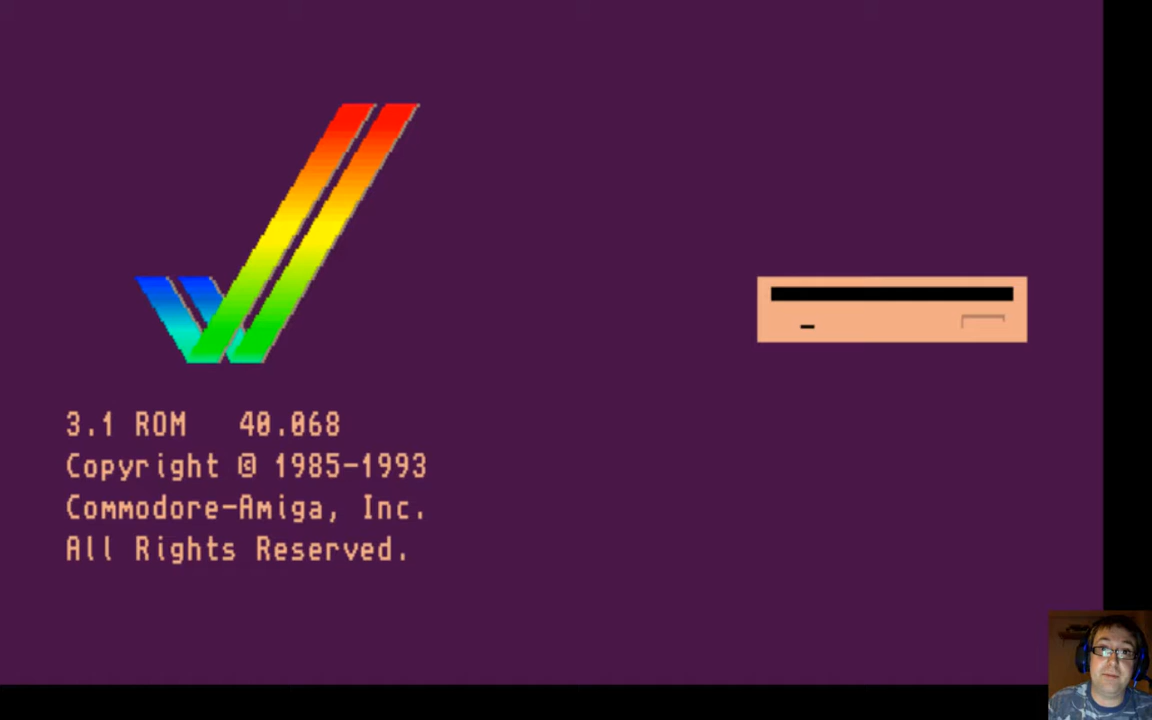 3.1 ROM   40.068
Copyright © 1985-1993
Commodore-Amiga, Inc.
All Rights Reserved.